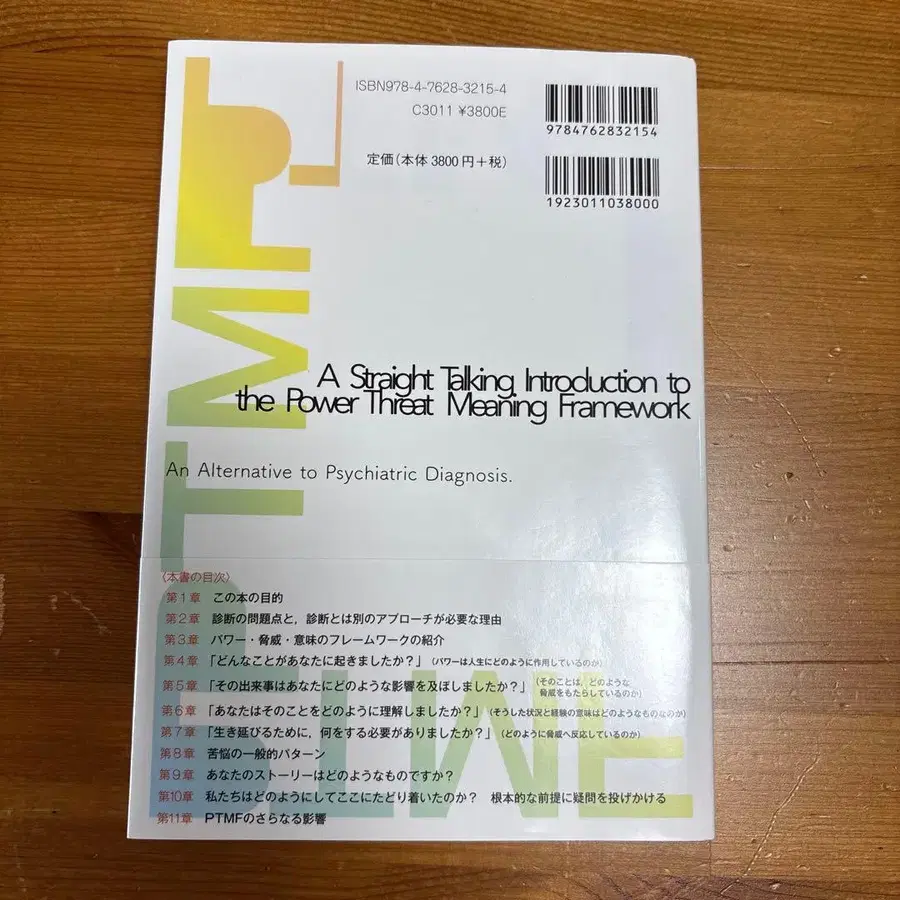 ISBN978-4-7628-3215-4
C3011 ¥3800E
定価(本体3800円+税)
9784762832154
1923011038000
PTMF
A Straight Talking Introduction to
the Power Threat Meaning Framework
An Alternative to Psychiatric Diagnosis.
〈本書の目次〉
第1章 この本の目的
第2章 診断の問題点と,診断とは別のアプローチが必要な理由
第3章 パワー・脅威・意味のフレームワークの紹介
第4章 「どんなことがあなたに起きましたか?」(パワーは人生にどのように作用しているのか)
第5章 「その出来事はあなたにどのような影響を及ぼしましたか?」(そのことは,どのような
脅威をもたらしているのか)
第6章 「あなたはそのことをどのように理解しましたか?」(そうした状況と経験の意味はどのようなものなのか)
第7章 「生き延びるために,何をする必要がありましたか?」(どのように脅威へ反応しているのか)
第8章 苦悩の一般的パターン
第9章 あなたのストーリーはどのようなものですか?
第10章 私たちはどのようにしてここにたどり着いたのか? 根本的な前提に疑問を投げかける
第11章 PTMFのさらなる影響
PTMF